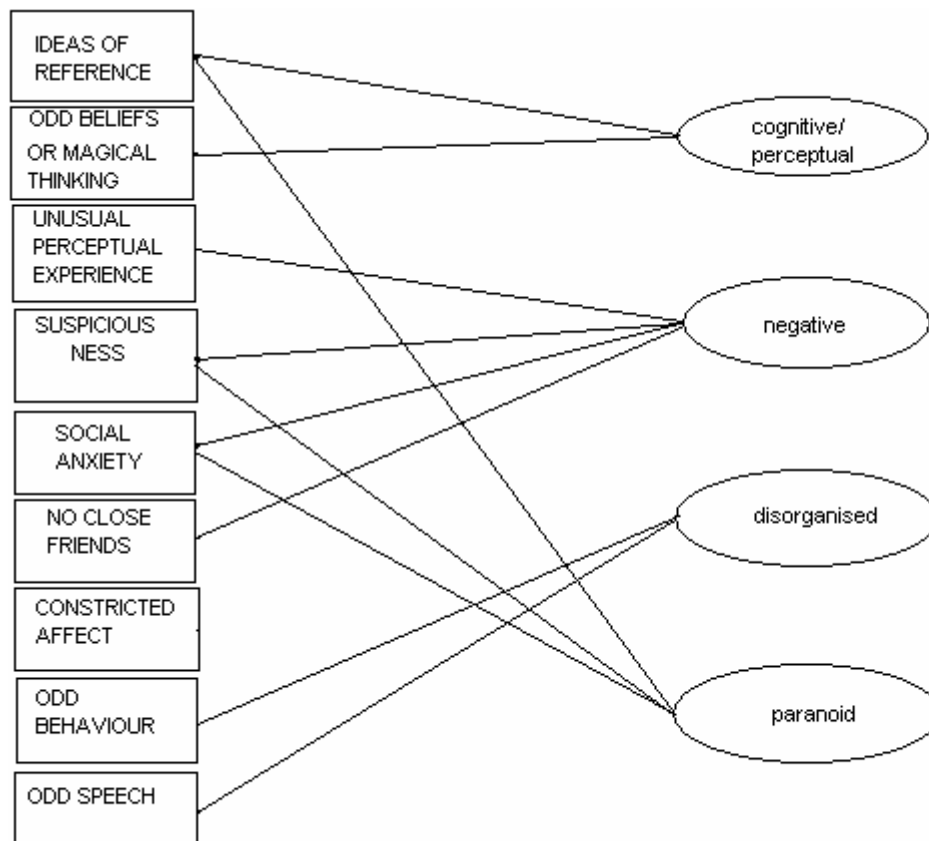 IDEAS OF
REFERENCE
ODD BELIEFS
OR MAGICAL
THINKING
UNUSUAL
PERCEPTUAL
EXPERIENCE
SUSPICIOUS
NESS
SOCIAL
ANXIETY
NO CLOSE
FRIENDS
CONSTRICTED
AFFECT
ODD
BEHAVIOUR
ODD SPEECH
cognitive/
perceptual
negative
disorganised
paranoid